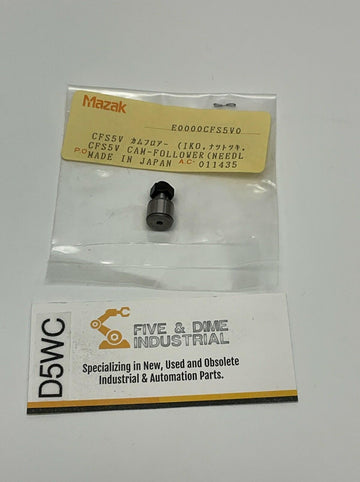 Mazak
E0000CFS5V0
CFS5V カムフロアー (IKO,ナツトツキ,
CFS5V CAM-FOLLOWER(NEEDL
P.O MADE IN JAPAN A.C- 011435
D5WC
FIVE & DIME
INDUSTRIAL
Specializing in New, Used and Obsolete
Industrial & Automation Parts.